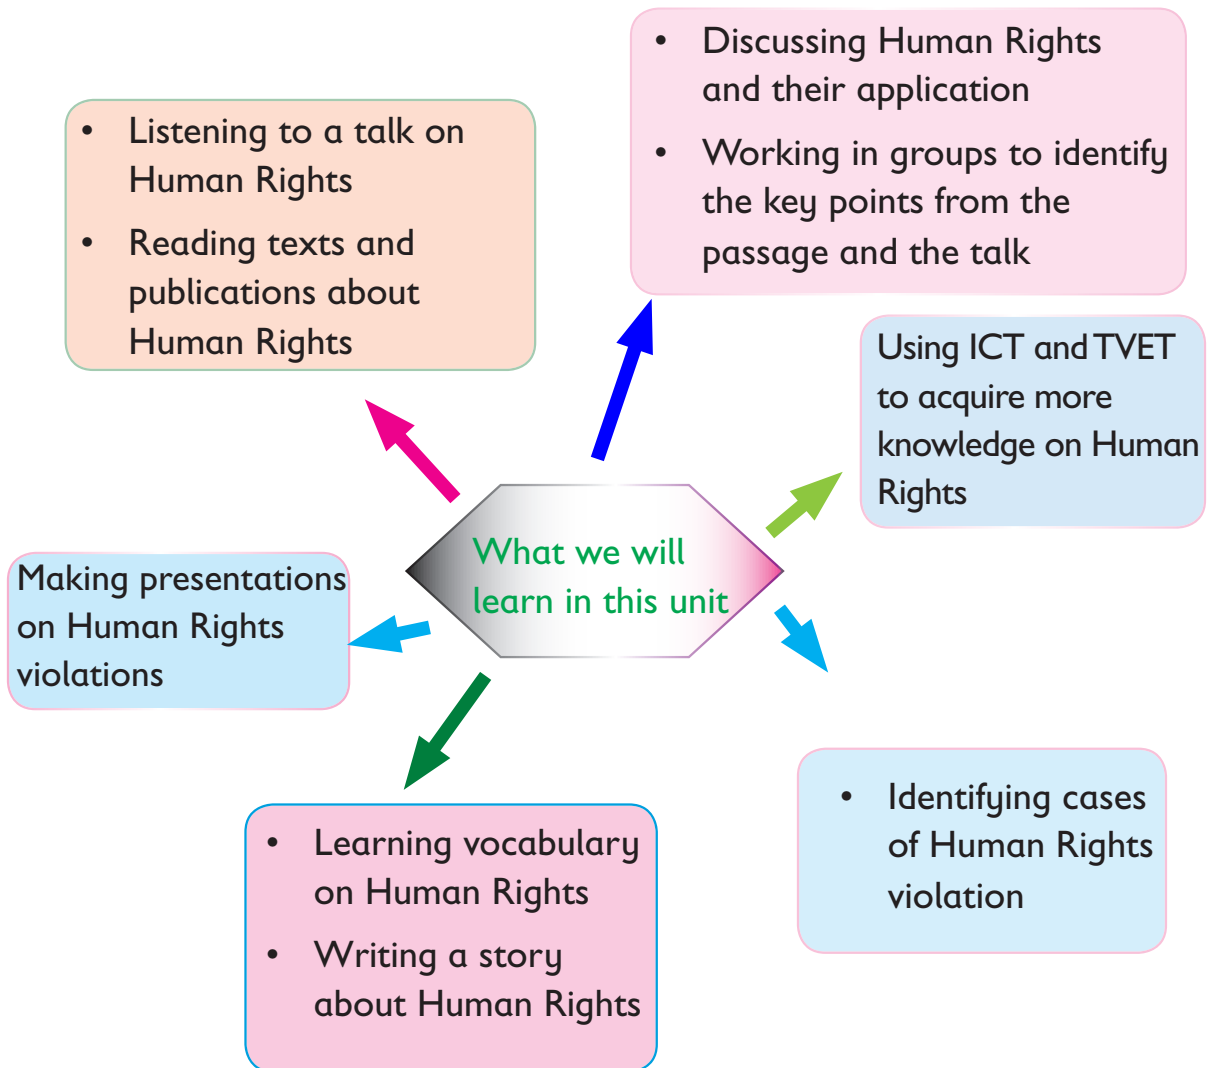 • Discussing Human Rights
and their application
• Working in groups to identify
the key points from the
passage and the talk
• Listening to a talk on
Human Rights
• Reading texts and
publications about
Human Rights
Using ICT and TVET
to acquire more
knowledge on Human
Rights
What we will
learn in this unit
Making presentations
on Human Rights
violations
• Identifying cases
of Human Rights
violation
• Learning vocabulary
on Human Rights
• Writing a story
about Human Rights